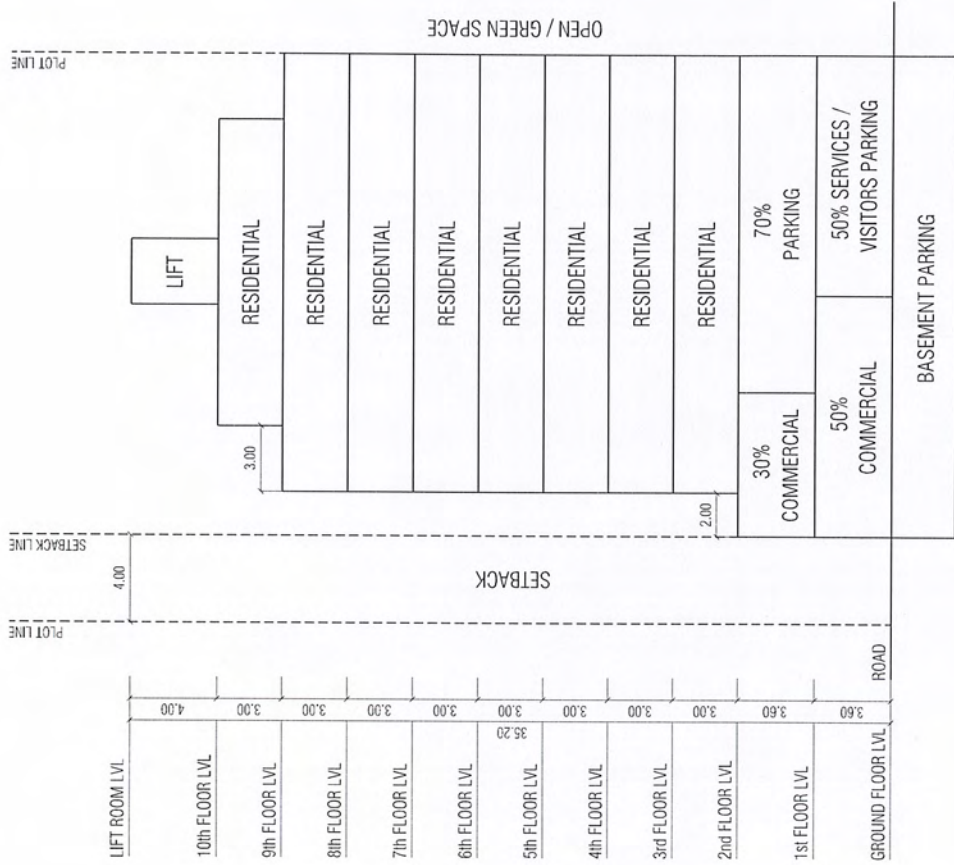 PLOT LINE
SETBACK LINE
PLOT LINE
4.00
SETBACK
OPEN / GREEN SPACE
LIFT ROOM LVL
10th FLOOR LVL
9th FLOOR LVL
8th FLOOR LVL
7th FLOOR LVL
6th FLOOR LVL
5th FLOOR LVL
4th FLOOR LVL
3rd FLOOR LVL
2nd FLOOR LVL
1st FLOOR LVL
GROUND FLOOR LVL
4.00
3.00
3.00
3.00
3.00
3.00
3.00
3.00
3.00
3.60
3.60
35.20
ROAD
LIFT
RESIDENTIAL
3.00
RESIDENTIAL
RESIDENTIAL
RESIDENTIAL
RESIDENTIAL
RESIDENTIAL
RESIDENTIAL
RESIDENTIAL
2.00
30%
COMMERCIAL
70%
PARKING
50%
COMMERCIAL
50% SERVICES /
VISITORS PARKING
BASEMENT PARKING